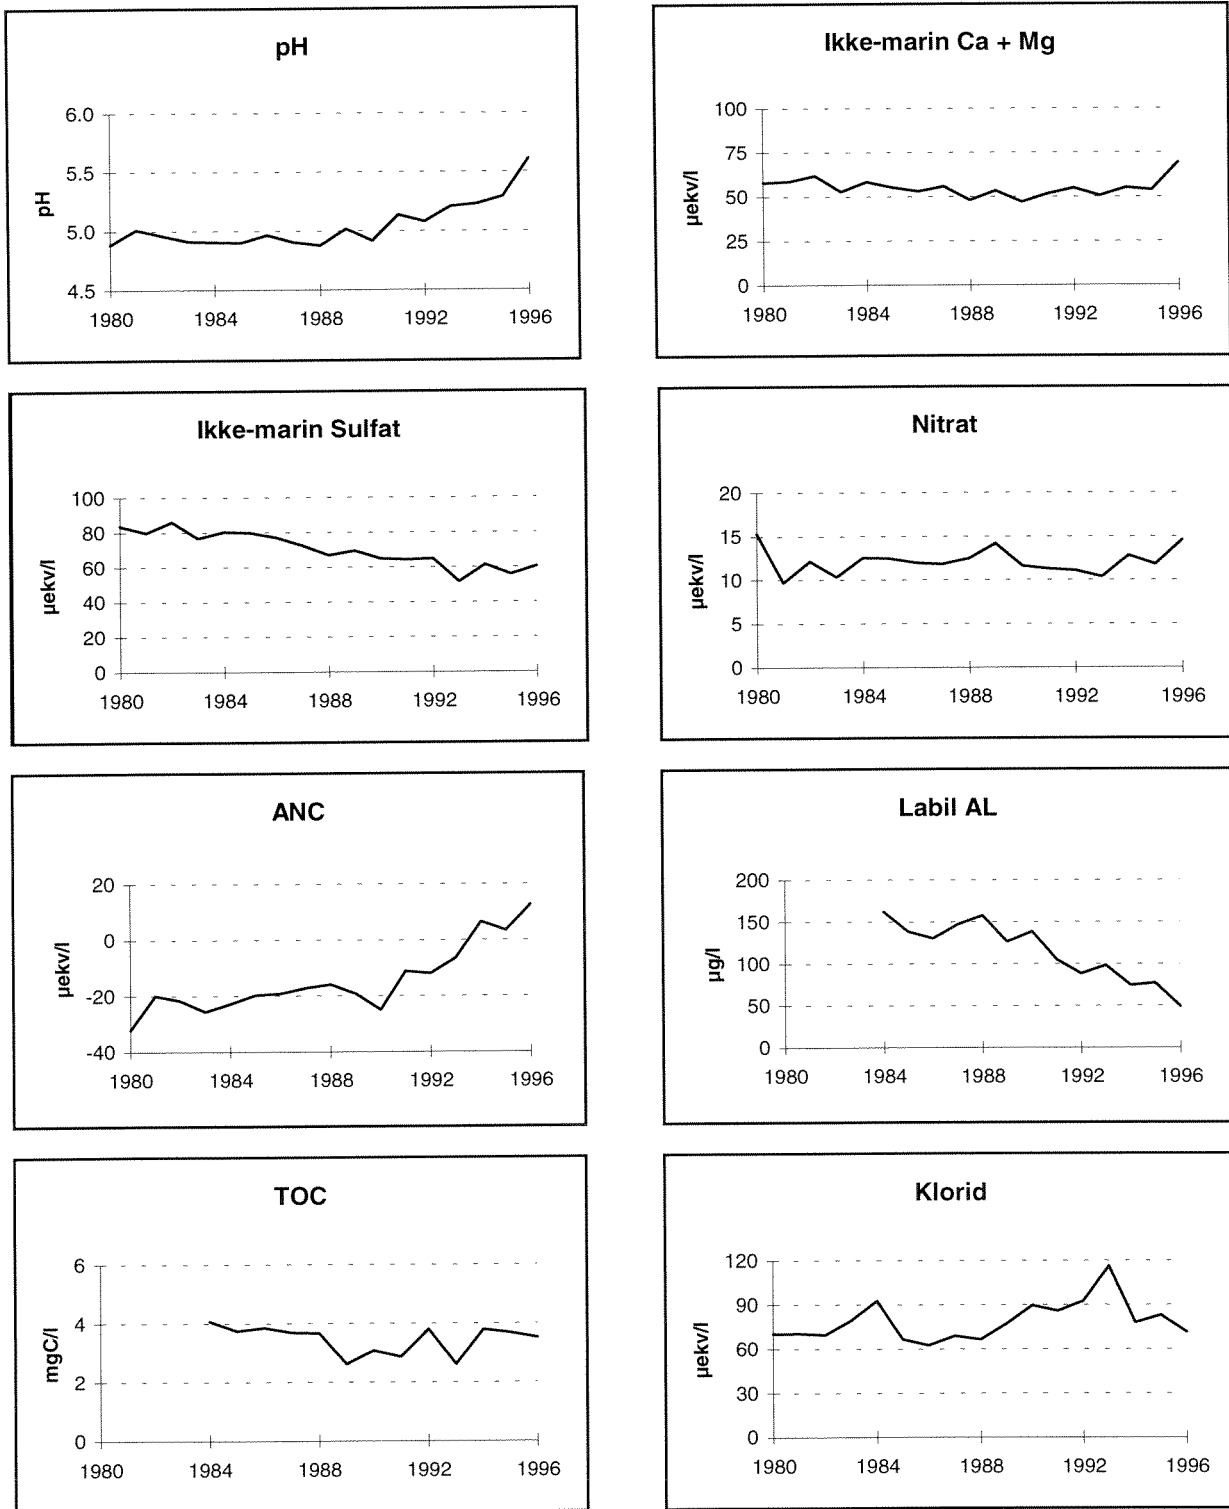 pH
6.0
5.5
5.0
4.5
pH
1980 1984 1988 1992 1996
Ikke-marin Ca + Mg
100
75
50
25
0
µekv/l
1980 1984 1988 1992 1996
Ikke-marin Sulfat
100
80
60
40
20
0
µekv/l
1980 1984 1988 1992 1996
Nitrat
20
15
10
5
0
µekv/l
1980 1984 1988 1992 1996
ANC
20
0
-20
-40
µekv/l
1980 1984 1988 1992 1996
Labil AL
200
150
100
50
0
µg/l
1980 1984 1988 1992 1996
TOC
6
4
2
0
mgC/l
1980 1984 1988 1992 1996
Klorid
120
90
60
30
0
µekv/l
1980 1984 1988 1992 1996